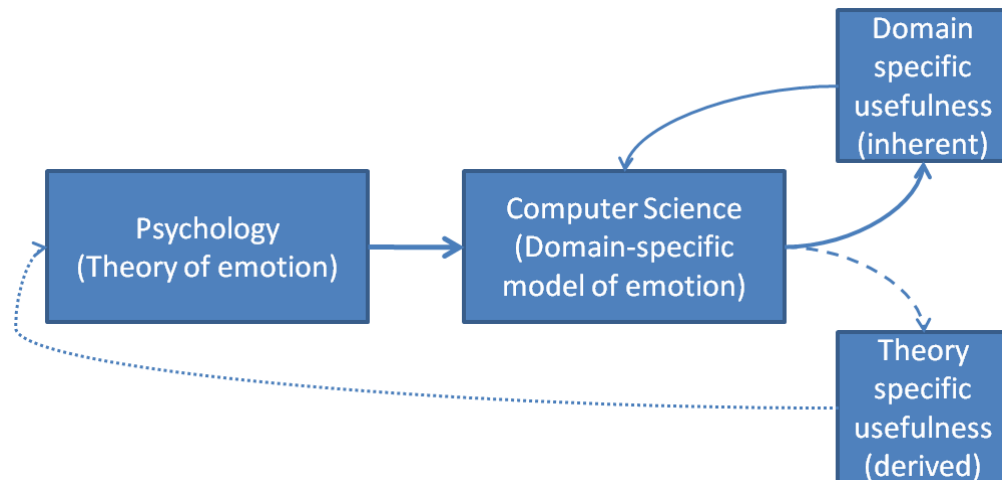 Psychology
(Theory of emotion)
Computer Science
(Domain-specific
model of emotion)
Domain
specific
usefulness
(inherent)
Theory
specific
usefulness
(derived)